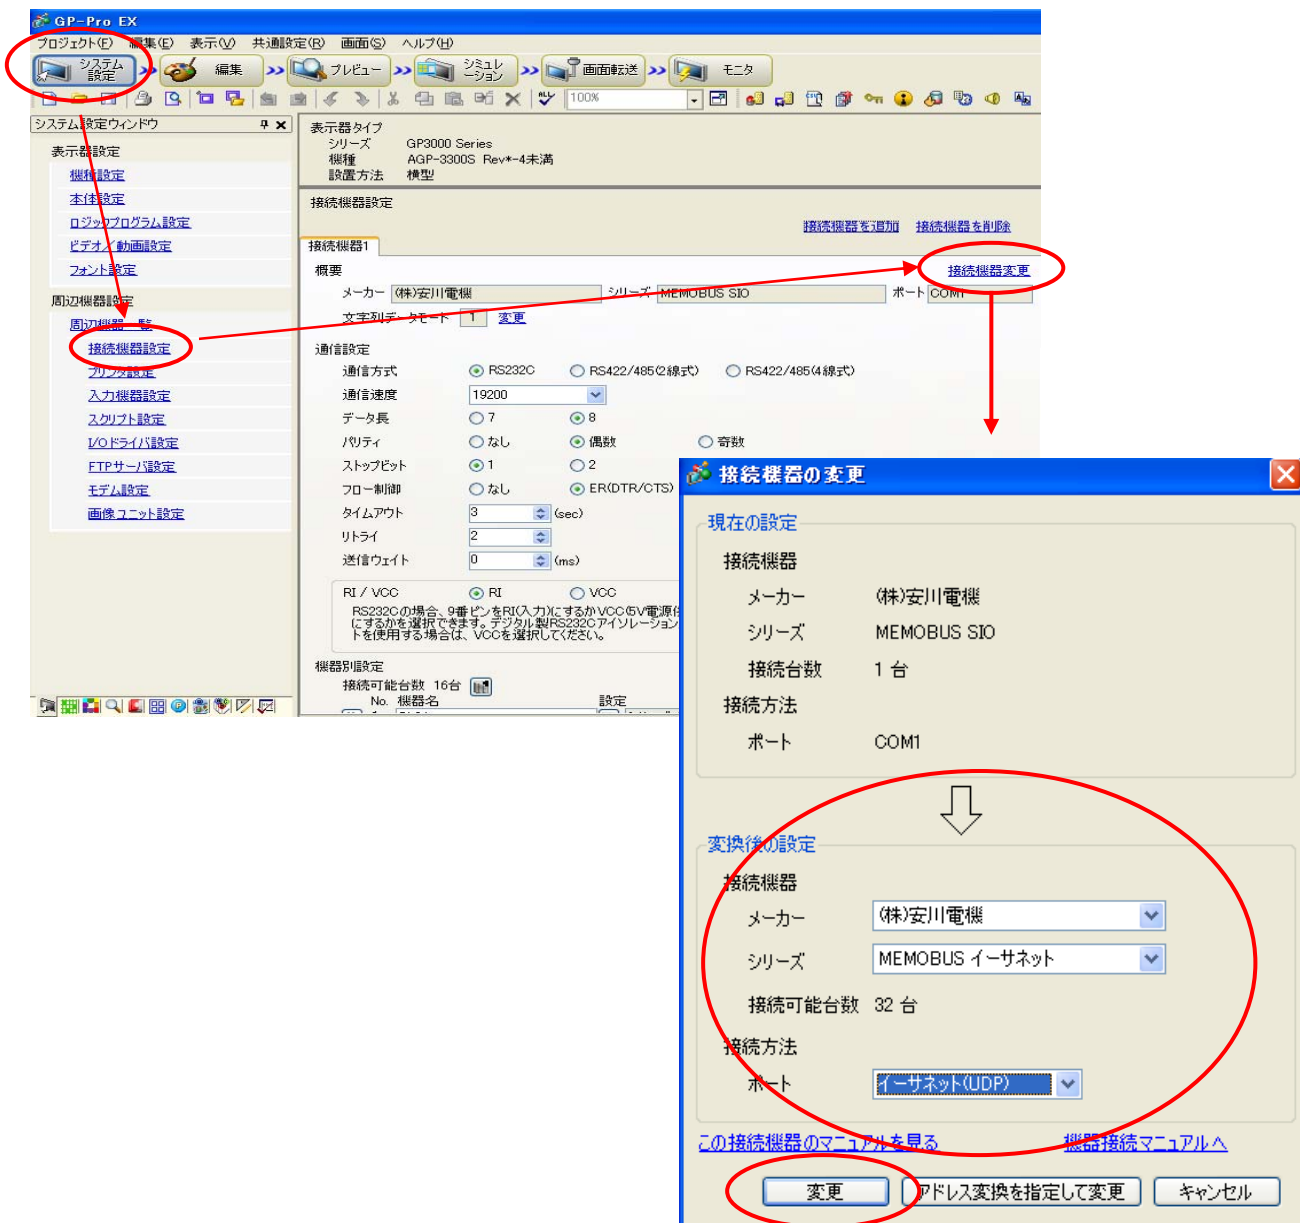 GP-Pro EX
プロジェクト(F) 編集(E) 表示(V) 共通設定(R) 画面(S) ヘルプ(H)
システム設定 » 編集 » プレビュー » シミュレーション » 画面転送 » モニタ
100%
システム設定ウィンドウ
表示器設定
機種設定
本体設定
ロジックプログラム設定
ビデオ／動画設定
フォント設定
周辺機器設定
周辺機器一覧
接続機器設定
プリンタ設定
入力機器設定
スクリプト設定
I/Oドライバ設定
FTPサーバ設定
モデム設定
画像ユニット設定
表示器タイプ
シリーズ GP3000 Series
機種 AGP-3300S Rev*-4未満
設置方法 横型
接続機器設定
接続機器を追加 接続機器を削除
接続機器1
概要 接続機器変更
メーカー (株)安川電機 シリーズ MEMOBUS SIO ポート COM1
文字列データモード 1 変更
通信設定
通信方式 RS232C RS422/485(2線式) RS422/485(4線式)
通信速度 19200
データ長 7 8
パリティ なし 偶数 奇数
ストップビット 1 2
フロー制御 なし ER(DTR/CTS)
タイムアウト 3 (sec)
リトライ 2
送信ウェイト 0 (ms)
RI / VCC RI VCC
RS232Cの場合、9番ピンをRI(入力)にするかVCC(5V電源
にするかを選択できます。デジタル製RS232Cアイソレーション
トを使用する場合は、VCCを選択してください。
機器別設定
接続可能台数 16台
No. 機器名 設定
接続機器の変更
現在の設定
接続機器
メーカー (株)安川電機
シリーズ MEMOBUS SIO
接続台数 1 台
接続方法
ポート COM1
変換後の設定
接続機器
メーカー (株)安川電機
シリーズ MEMOBUS イーサネット
接続可能台数 32 台
接続方法
ポート イーサネット(UDP)
この接続機器のマニュアルを見る 機器接続マニュアルへ
変更 アドレス変換を指定して変更 キャンセル